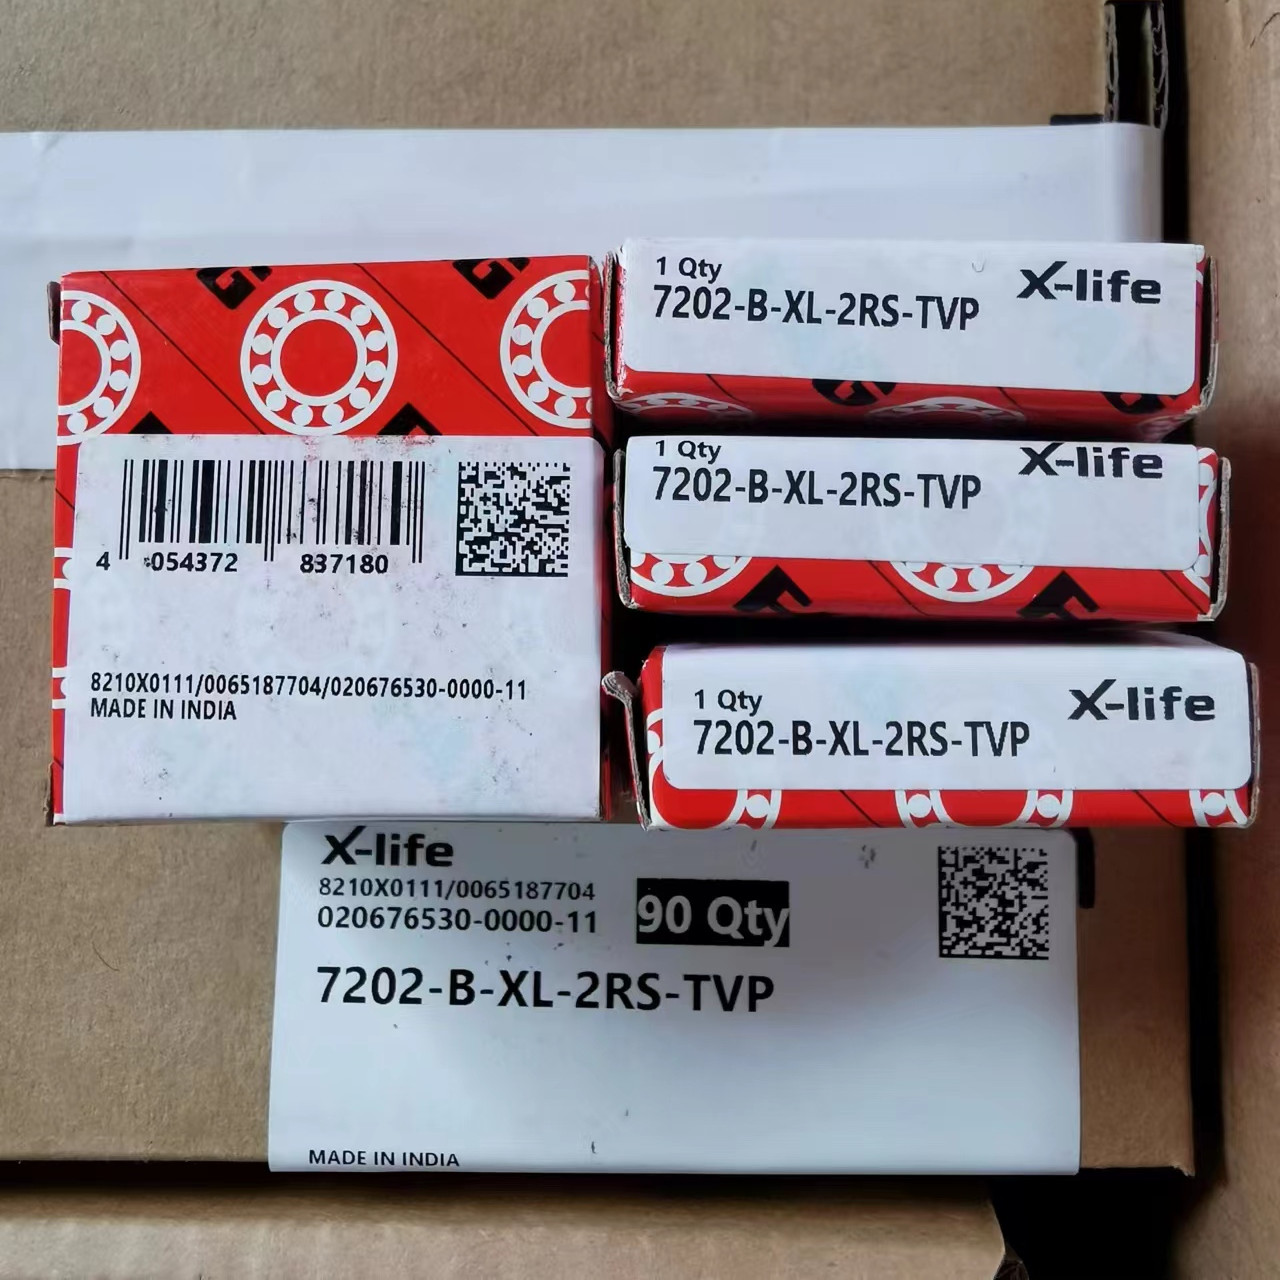 1 Qty
7202-B-XL-2RS-TVP
X-life
1 Qty
7202-B-XL-2RS-TVP
X-life
4 054372 837180
8210X0111/0065187704/020676530-0000-11
MADE IN INDIA
1 Qty
7202-B-XL-2RS-TVP
X-life
X-life
8210X0111/0065187704
020676530-0000-11
90 Qty
7202-B-XL-2RS-TVP
MADE IN INDIA